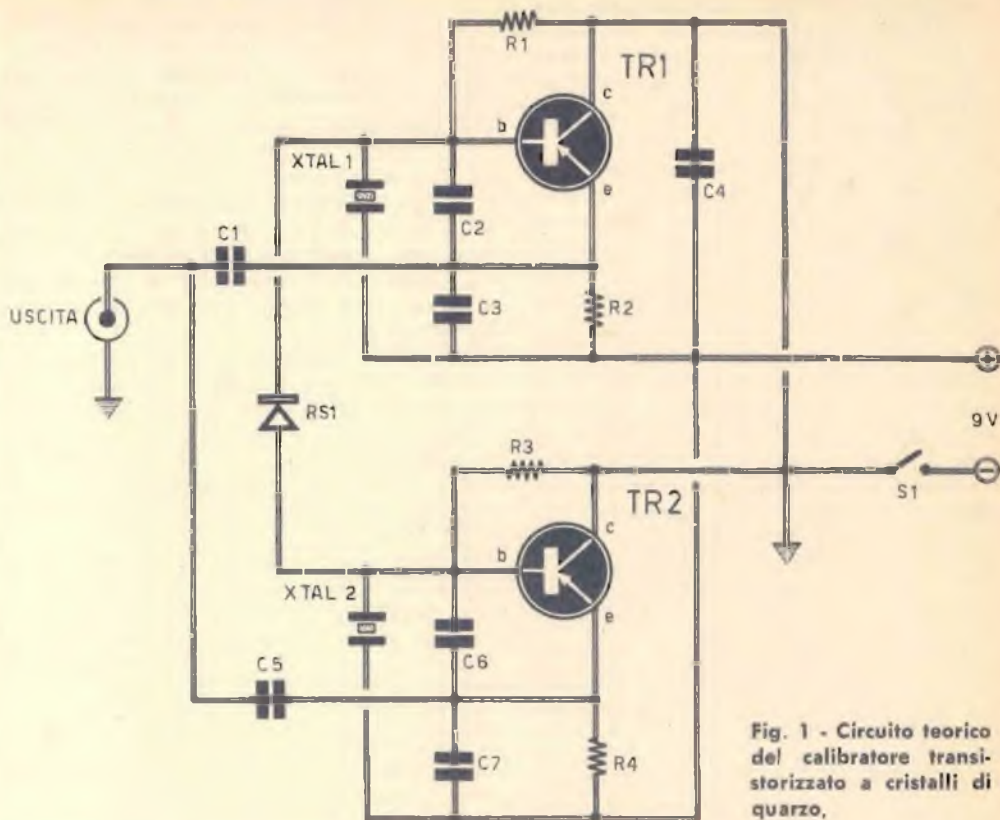 R1
TR1
c
b
e
XTAL 1
C2
C4
C1
C3
R2
USCITA
+
RS1
9V
R3
S1
−
TR2
c
b
e
XTAL 2
C6
C5
C7
R4
Fig. 1 - Circuito teorico
del calibratore transi-
storizzato a cristalli di
quarzo.